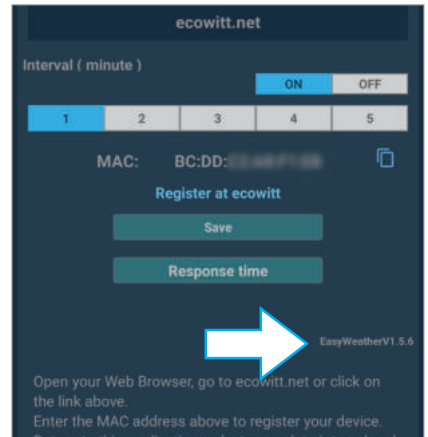 ecowitt.net
Interval ( minute )
ON OFF
1 2 3 4 5
MAC: BC:DD:
Register at ecowitt
Save
Response time
EasyWeatherV1.5.6
Open your Web Browser, go to ecowitt.net or click on
the link above.
Enter the MAC address above to register your device.